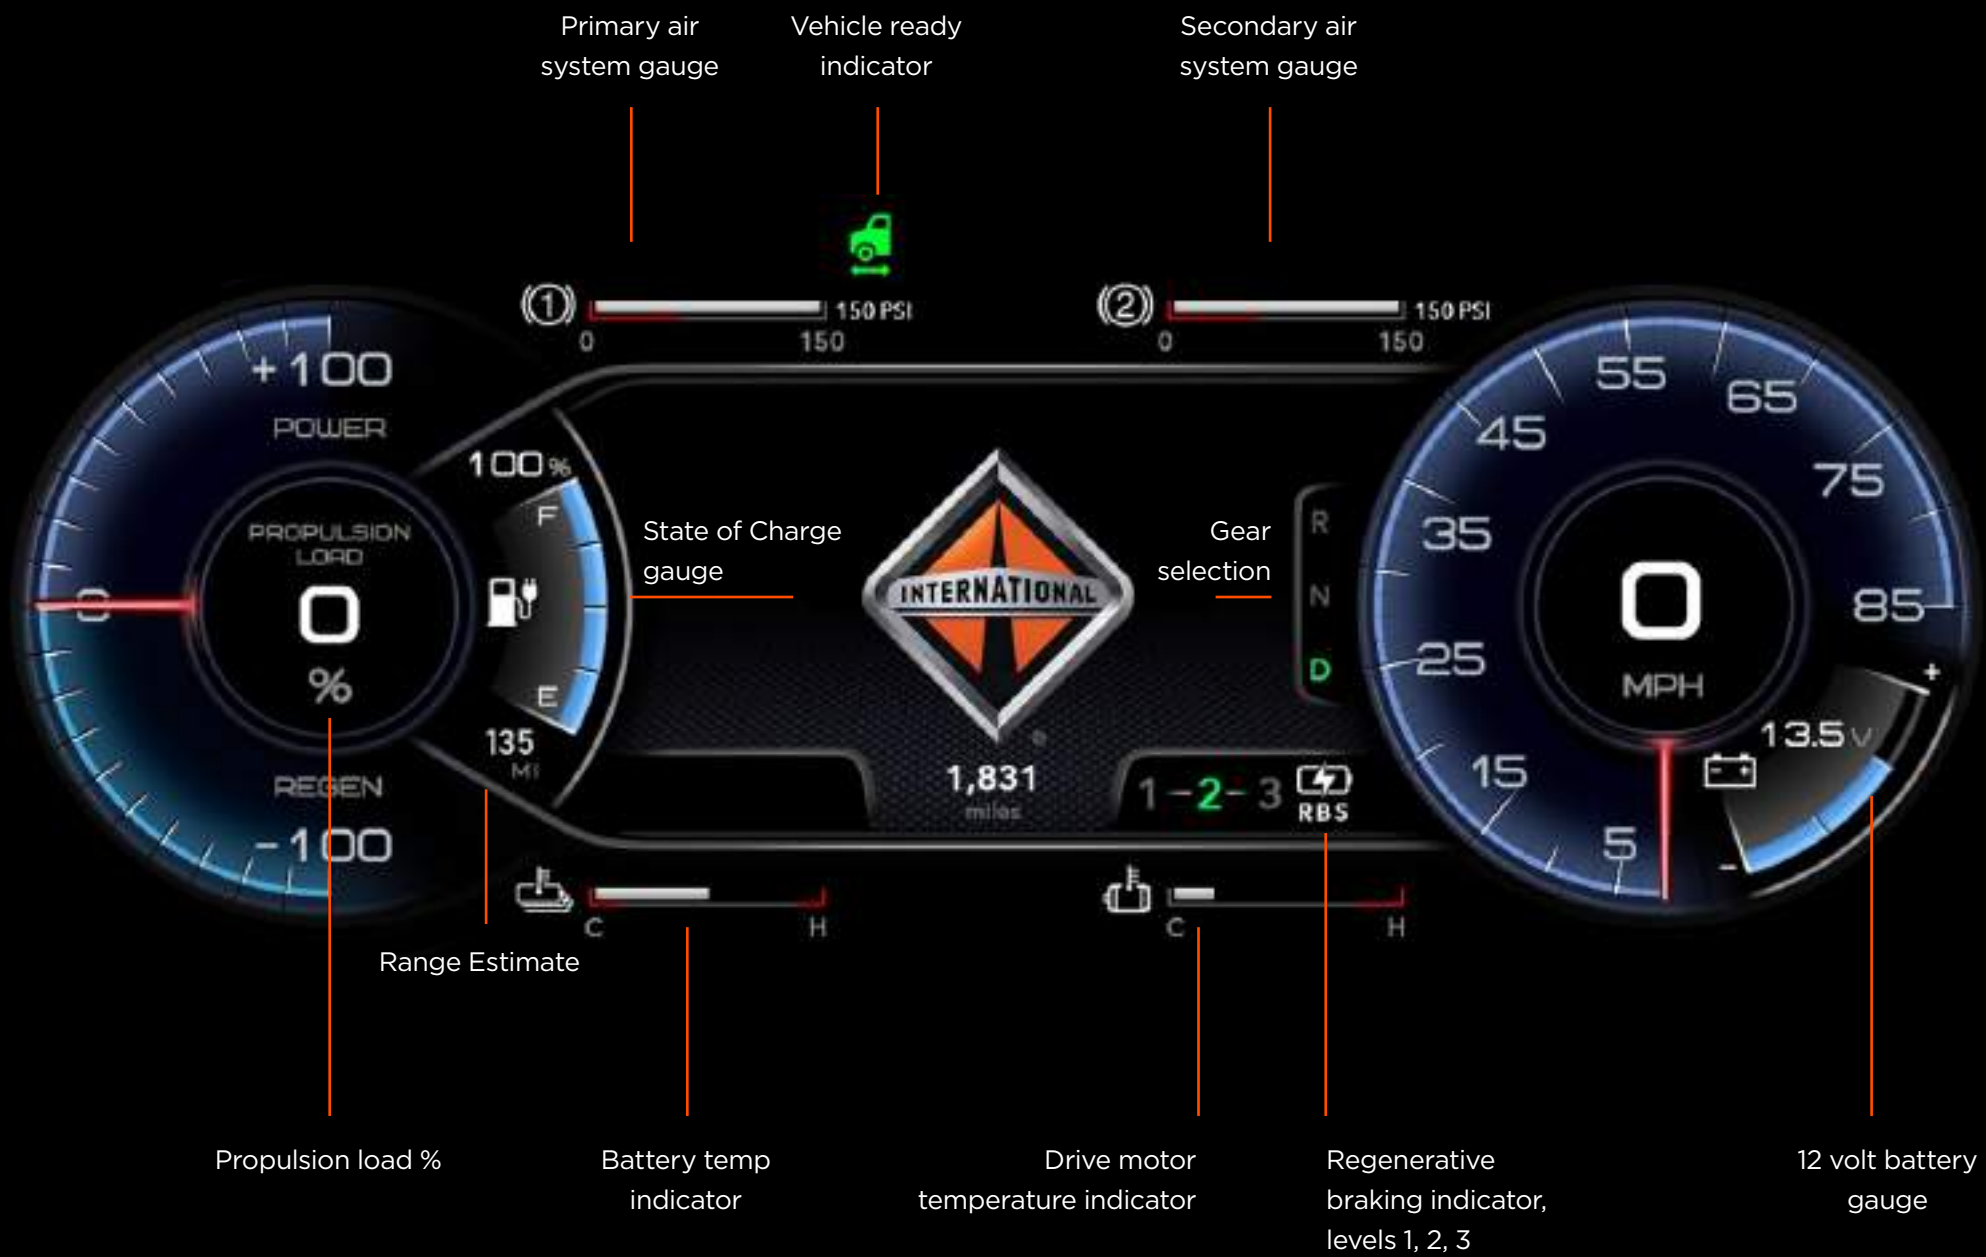 Primary air
system gauge
Vehicle ready
indicator
Secondary air
system gauge
1
150 PSI
0
150
2
150 PSI
0
150
+100
POWER
PROPULSION
LOAD
0
%
0
REGEN
-100
100 %
F
E
135
MI
State of Charge
gauge
INTERNATIONAL
Gear
selection
R
N
D
1,831
miles
1-2-3
RBS
55
65
45
75
35
85
25
15
5
0
MPH
+
13.5 V
- +
-
C
H
C
H
Range Estimate
Propulsion load %
Battery temp
indicator
Drive motor
temperature indicator
Regenerative
braking indicator,
levels 1, 2, 3
12 volt battery
gauge